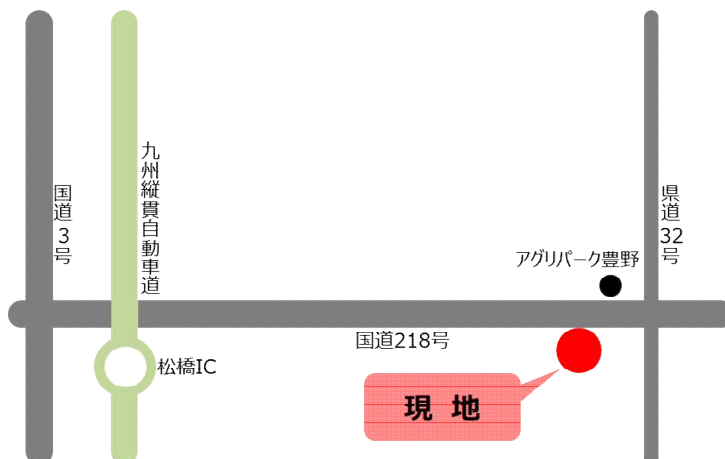 国道3号
九州縦貫自動車道
県道32号
アグリパーク豊野
国道218号
松橋IC
現 地